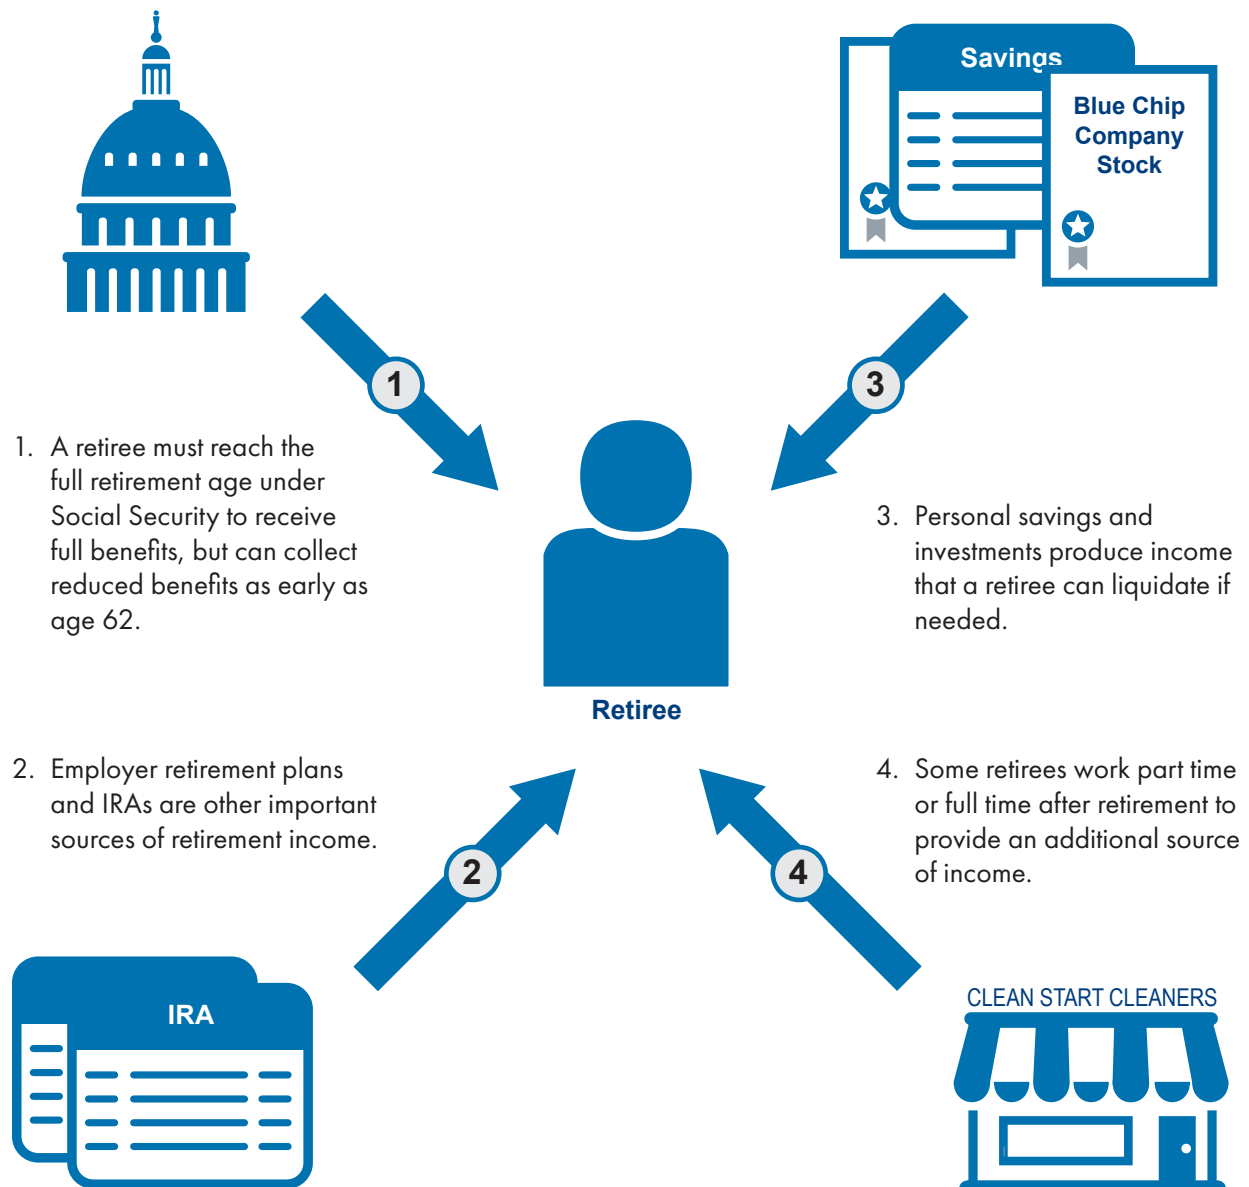 Savings
Blue Chip
Company
Stock
1
3
1. A retiree must reach the
full retirement age under
Social Security to receive
full benefits, but can collect
reduced benefits as early as
age 62.
3. Personal savings and
investments produce income
that a retiree can liquidate if
needed.
Retiree
2. Employer retirement plans
and IRAs are other important
sources of retirement income.
4. Some retirees work part time
or full time after retirement to
provide an additional source
of income.
2
4
IRA
CLEAN START CLEANERS